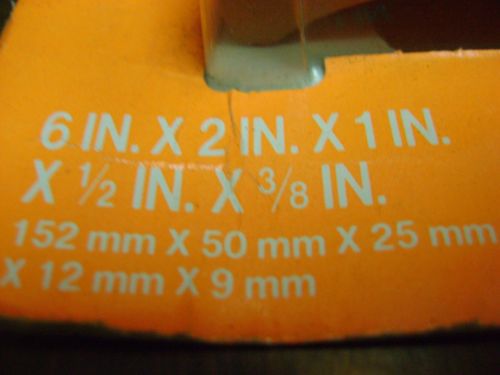 6 IN. X 2 IN. X 1 IN.
X 1/2 IN. X 3/8 IN.
152 mm X 50 mm X 25 mm
X 12 mm X 9 mm